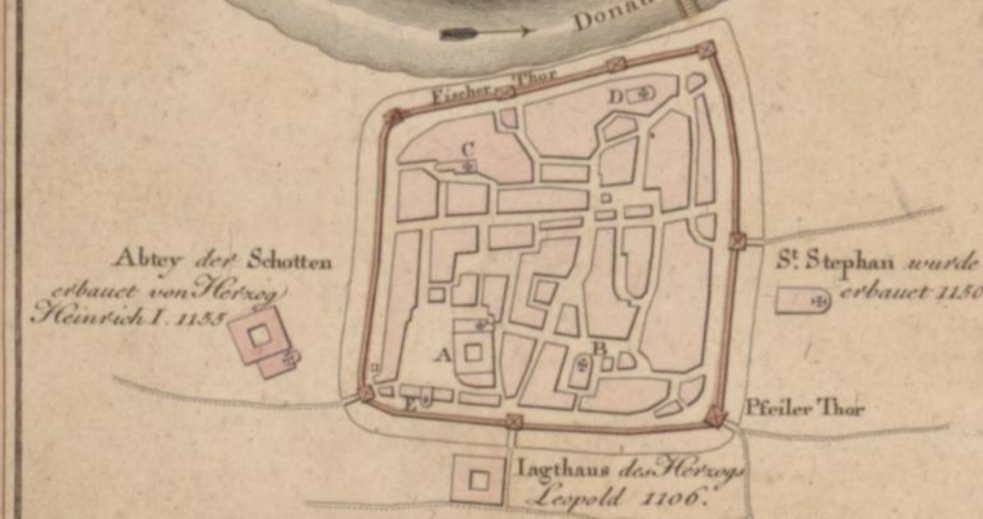 Donau
Fischer Thor
D
C
Abtey der Schotten
erbauet von Herzog
Heinrich I. 1155
St. Stephan wurde
erbauet 1150
A
B
E
Pfeiler Thor
Iagthaus des Herzogs
Leopold 1106.